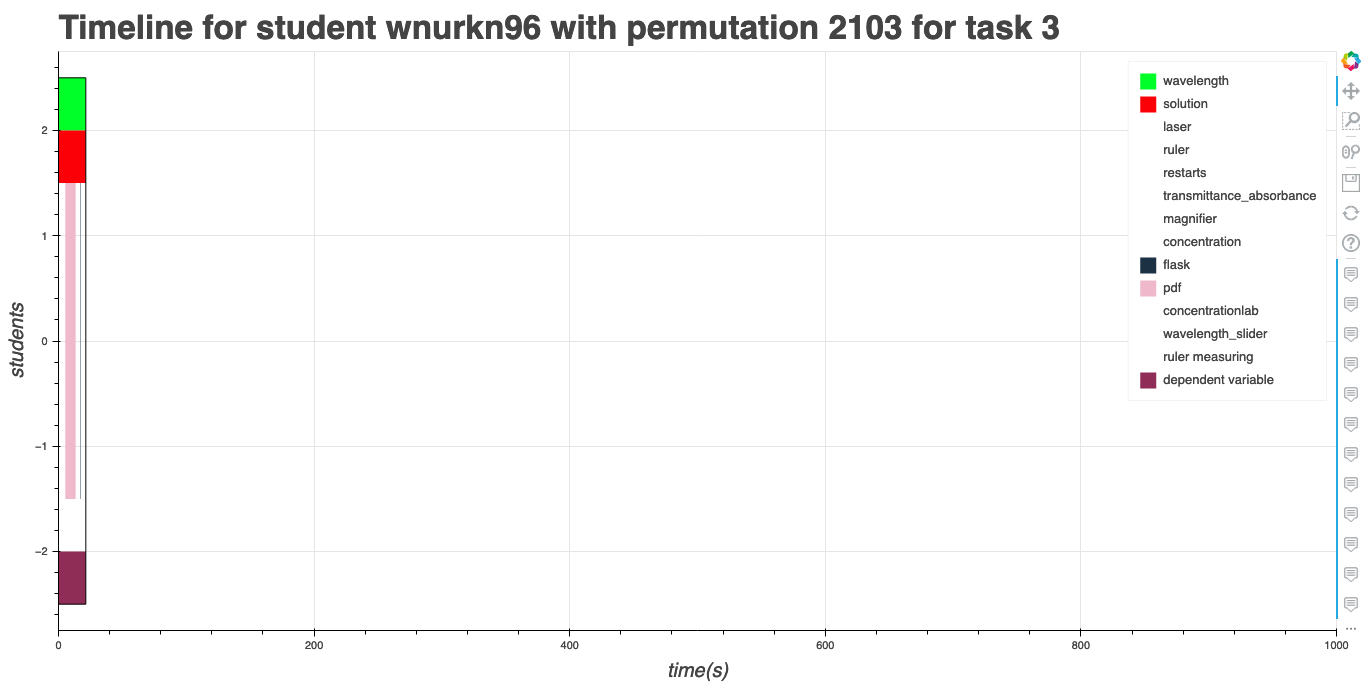 Timeline for student wnurkn96 with permutation 2103 for task 3
wavelength
solution
laser
ruler
restarts
transmittance_absorbance
magnifier
concentration
flask
pdf
concentrationlab
wavelength_slider
ruler measuring
dependent variable
students
2
1
0
−1
−2
0
200
400
600
800
1000
time(s)